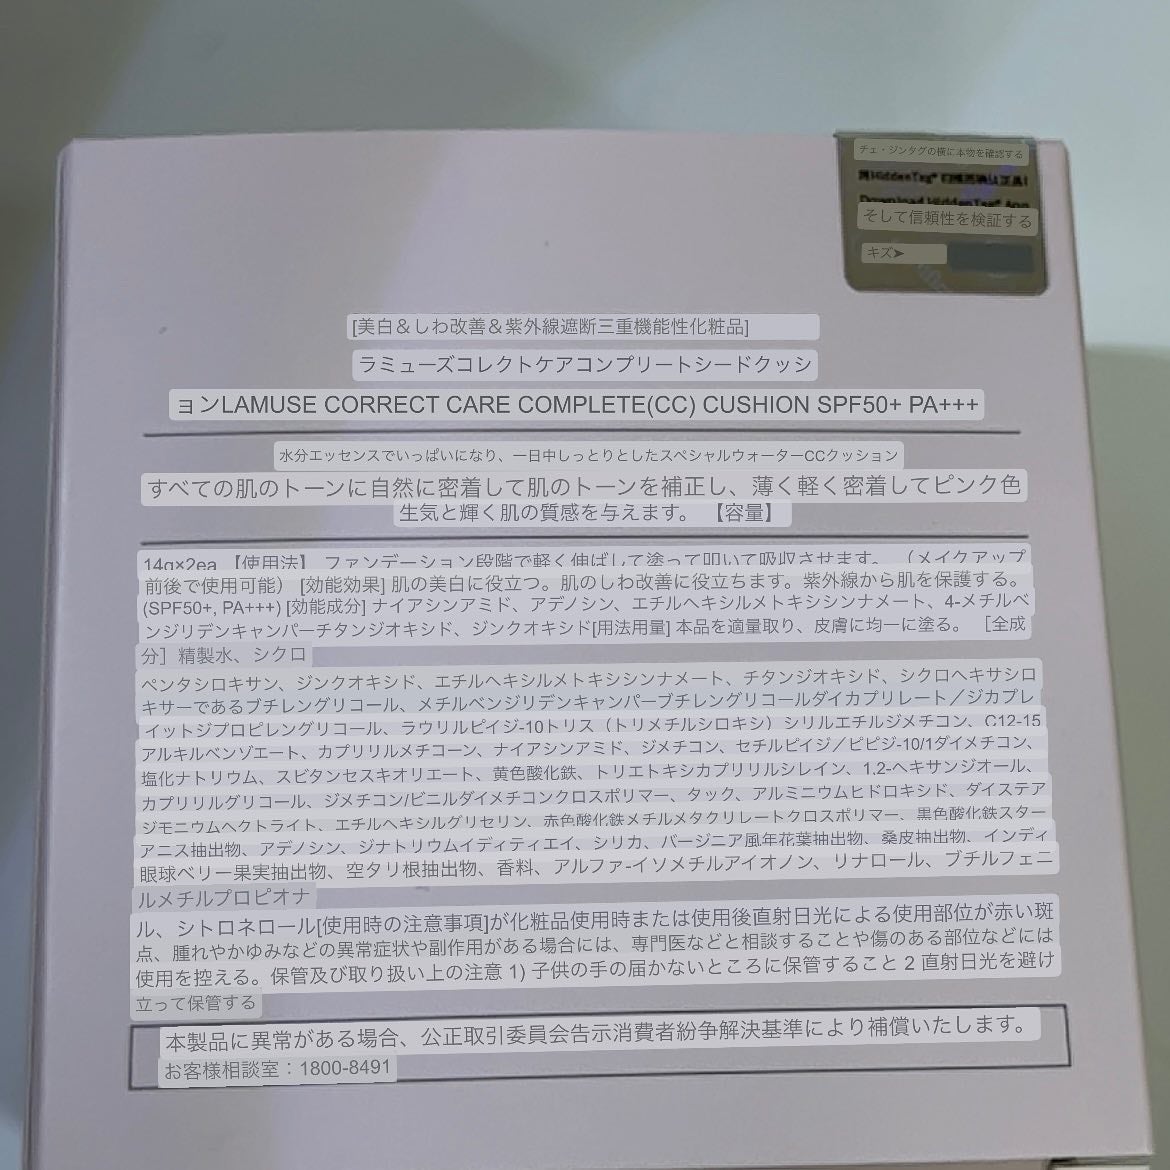 チェ・ジンタグの横に本物を確認する
Download HiddenTag® App
そして信頼性を検証する
キズ➤
[美白＆しわ改善＆紫外線遮断三重機能性化粧品]
ラミューズコレクトケアコンプリートシードクッシ
ョンLAMUSE CORRECT CARE COMPLETE(CC) CUSHION SPF50+ PA+++
水分エッセンスでいっぱいになり、一日中しっとりとしたスペシャルウォーターCCクッション
すべての肌のトーンに自然に密着して肌のトーンを補正し、薄く軽く密着してピンク色
生気と輝く肌の質感を与えます。 【容量】
14g×2ea 【使用法】 ファンデーション段階で軽く伸ばして塗って叩いて吸収させます。 （メイクアップ
前後で使用可能） [効能効果] 肌の美白に役立つ。肌のしわ改善に役立ちます。紫外線から肌を保護する。
(SPF50+, PA+++) [効能成分] ナイアシンアミド、アデノシン、エチルヘキシルメトキシシンナメート、4-メチルベ
ンジリデンキャンパーチタンジオキシド、ジンクオキシド[用法用量] 本品を適量取り、皮膚に均一に塗る。 ［全成
分］精製水、シクロ
ペンタシロキサン、ジンクオキシド、エチルヘキシルメトキシシンナメート、チタンジオキシド、シクロヘキサシロ
キサーであるブチレングリコール、メチルベンジリデンキャンパーブチレングリコールダイカプリレート／ジカプレ
イットジプロピレングリコール、ラウリルピイジ-10トリス（トリメチルシロキシ）シリルエチルジメチコン、C12-15
アルキルベンゾエート、カプリリルメチコーン、ナイアシンアミド、ジメチコン、セチルピイジ／ピピジ-10/1ダイメチコン、
塩化ナトリウム、スビタンセスキオリエート、黄色酸化鉄、トリエトキシカプリリルシレイン、1,2-ヘキサンジオール、
カプリリルグリコール、ジメチコン/ビニルダイメチコンクロスポリマー、タック、アルミニウムヒドロキシド、ダイステア
ジモニウムヘクトライト、エチルヘキシルグリセリン、赤色酸化鉄メチルメタクリレートクロスポリマー、黒色酸化鉄スター
アニス抽出物、アデノシン、ジナトリウムイディティエイ、シリカ、バージニア風年花葉抽出物、桑皮抽出物、インディ
眼球ベリー果実抽出物、空タリ根抽出物、香料、アルファ-イソメチルアイオノン、リナロール、ブチルフェニ
ルメチルプロピオナ
ル、シトロネロール[使用時の注意事項]が化粧品使用時または使用後直射日光による使用部位が赤い斑
点、腫れやかゆみなどの異常症状や副作用がある場合には、専門医などと相談することや傷のある部位などには
使用を控える。保管及び取り扱い上の注意 1) 子供の手の届かないところに保管すること 2 直射日光を避け
立って保管する
本製品に異常がある場合、公正取引委員会告示消費者紛争解決基準により補償いたします。
お客様相談室：1800-8491